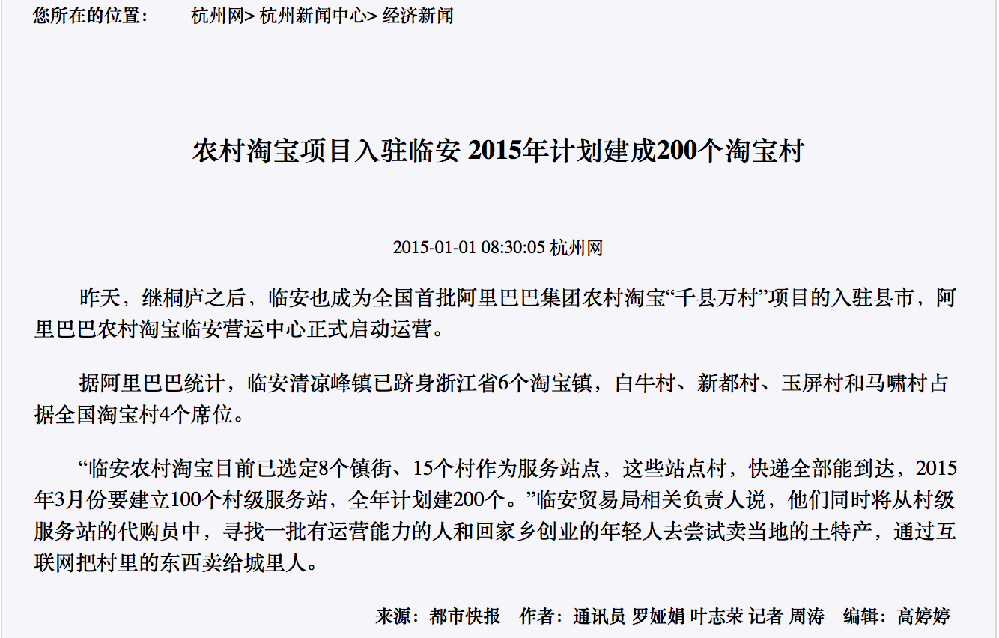 您所在的位置： 杭州网> 杭州新闻中心> 经济新闻
农村淘宝项目入驻临安 2015年计划建成200个淘宝村
2015-01-01 08:30:05 杭州网
昨天，继桐庐之后，临安也成为全国首批阿里巴巴集团农村淘宝“千县万村”项目的入驻县市，阿
里巴巴农村淘宝临安营运中心正式启动运营。
据阿里巴巴统计，临安清凉峰镇已跻身浙江省6个淘宝镇，白牛村、新都村、玉屏村和马啸村占
据全国淘宝村4个席位。
“临安农村淘宝目前已选定8个镇街、15个村作为服务站点，这些站点村，快递全部能到达，2015
年3月份要建立100个村级服务站，全年计划建200个。”临安贸易局相关负责人说，他们同时将从村级
服务站的代购员中，寻找一批有运营能力的人和回家乡创业的年轻人去尝试卖当地的土特产，通过互
联网把村里的东西卖给城里人。
来源：都市快报 作者：通讯员 罗娅娟 叶志荣 记者 周涛 编辑：高婷婷